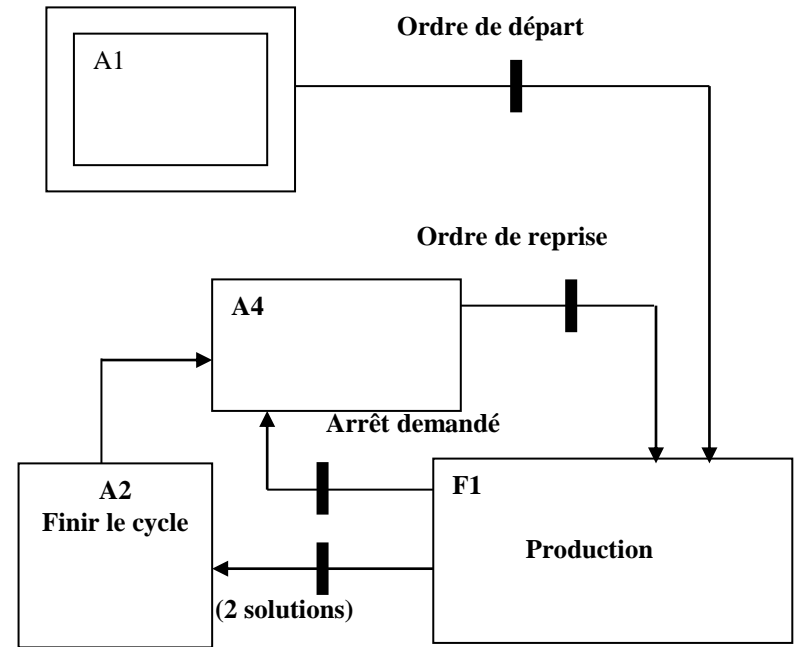 Ordre de départ
A1
Ordre de reprise
A4
Arrêt demandé
A2
Finir le cycle
F1
Production
(2 solutions)